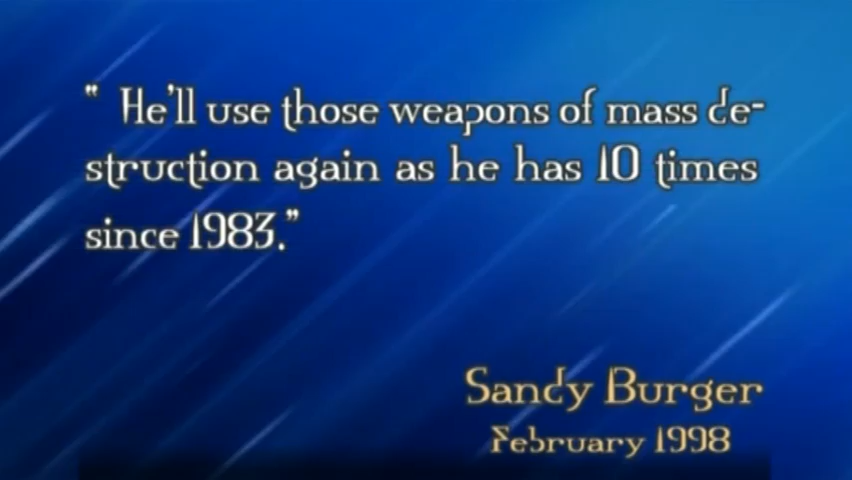 " He'll use those weapons of mass de-
struction again as he has 10 times
since 1983."
Sandy Burger
February 1998